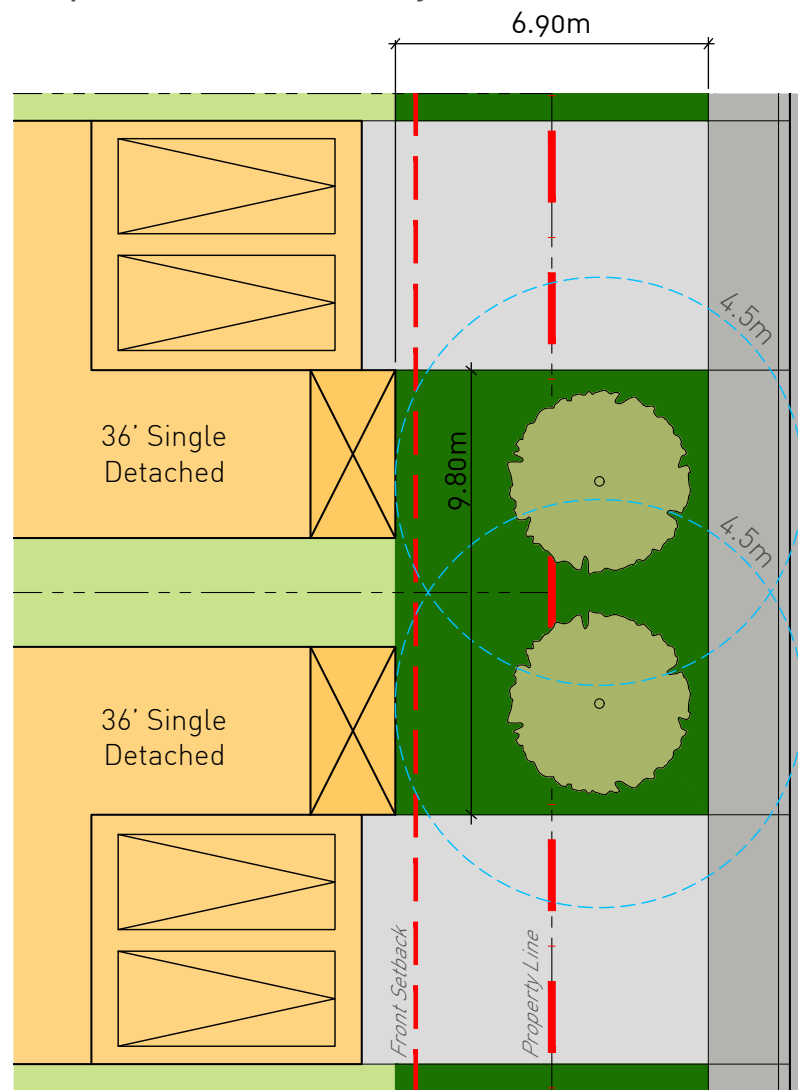 6.90m
4.5m
36’ Single
Detached
9.80m
4.5m
36’ Single
Detached
Front Setback
Property Line